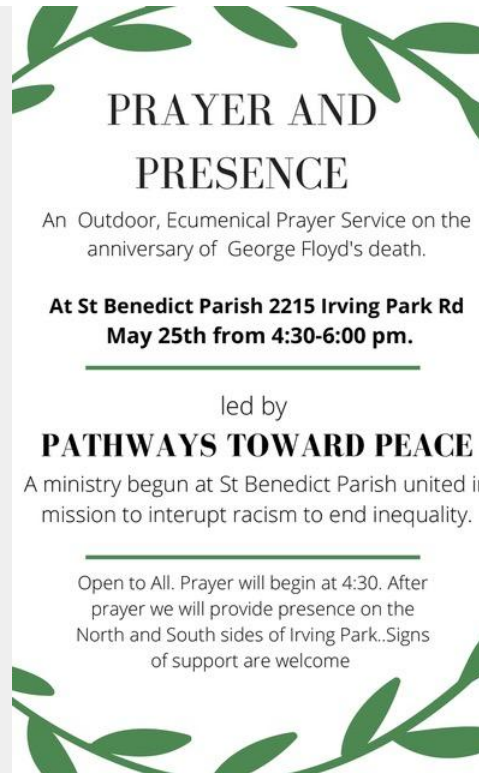 PRAYER AND
PRESENCE
An Outdoor, Ecumenical Prayer Service on the
anniversary of George Floyd's death.
At St Benedict Parish 2215 Irving Park Rd
May 25th from 4:30-6:00 pm.
led by
PATHWAYS TOWARD PEACE
A ministry begun at St Benedict Parish united
mission to interupt racism to end inequality.
Open to All. Prayer will begin at 4:30. After
prayer we will provide presence on the
North and South sides of Irving Park..Signs
of support are welcome